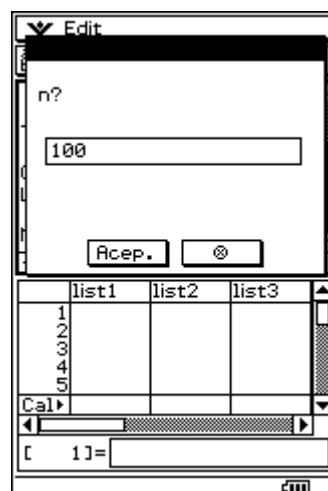 Edit
n?
100
Acep.
list1 list2 list3
1
2
3
4
5
Cal
[ 1]=